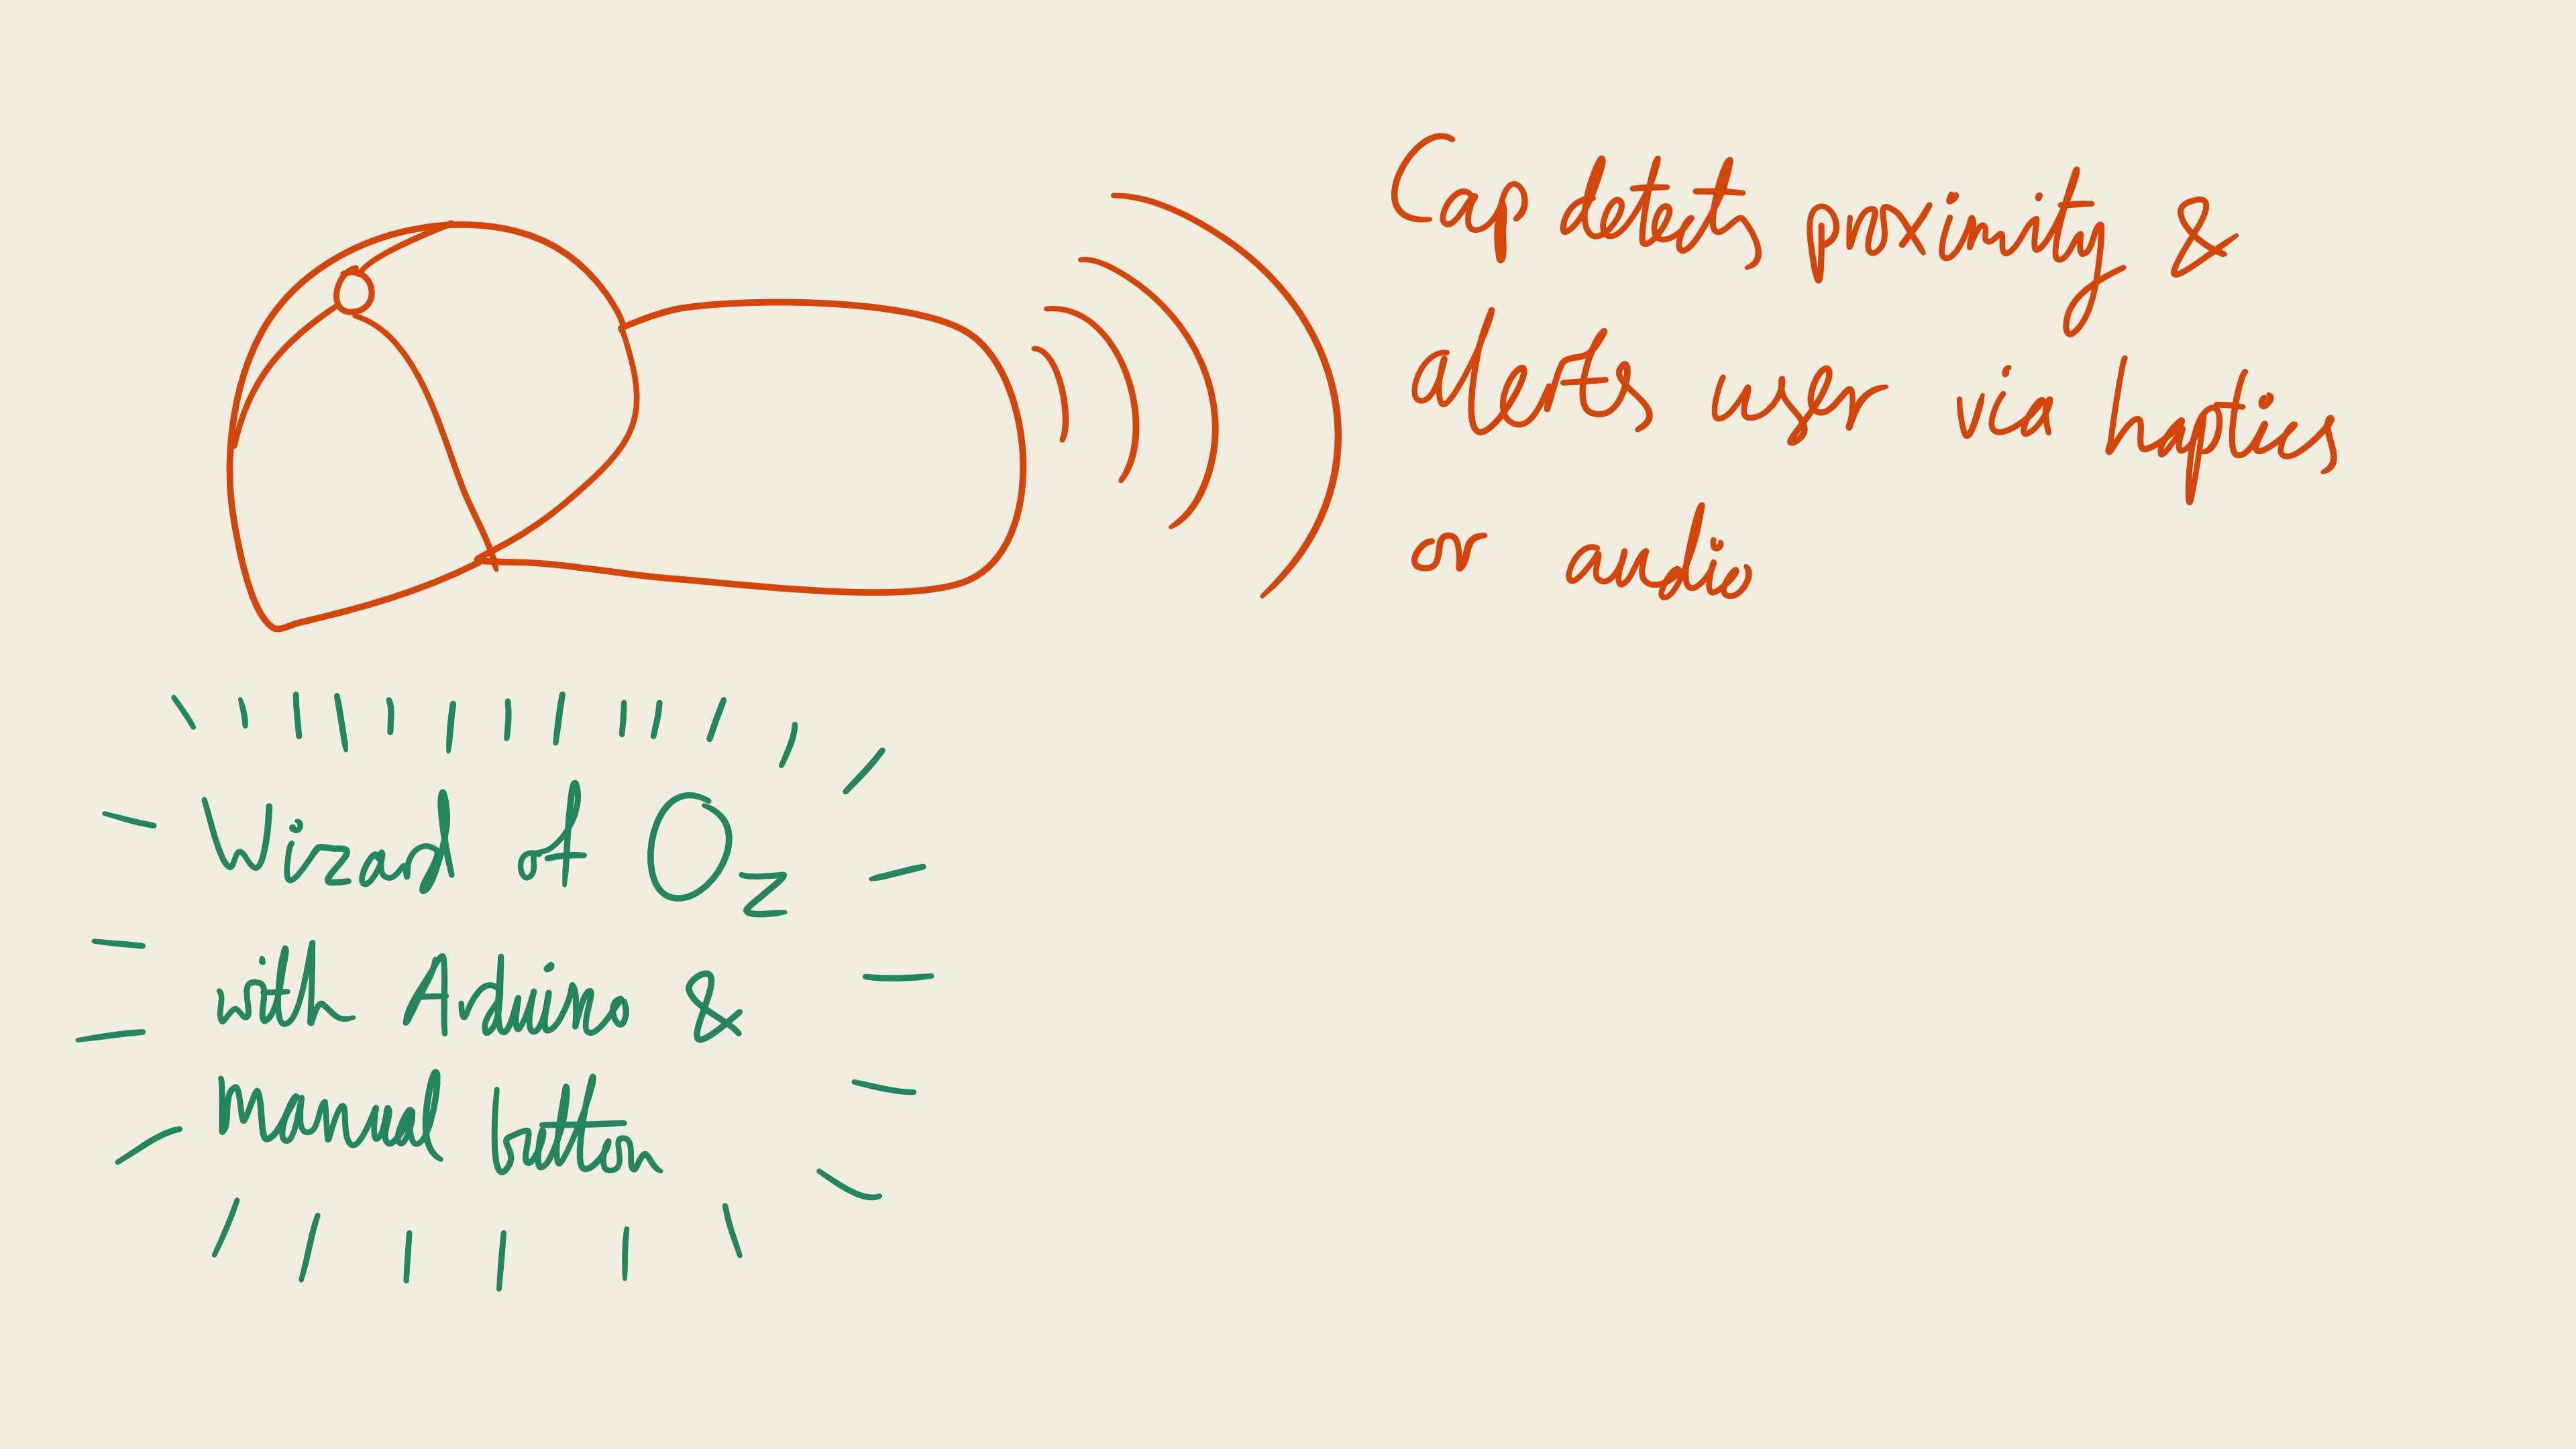 Cap detects proximity &
alerts user via haptics
or audio
Wizard of Oz
with Arduino &
manual button